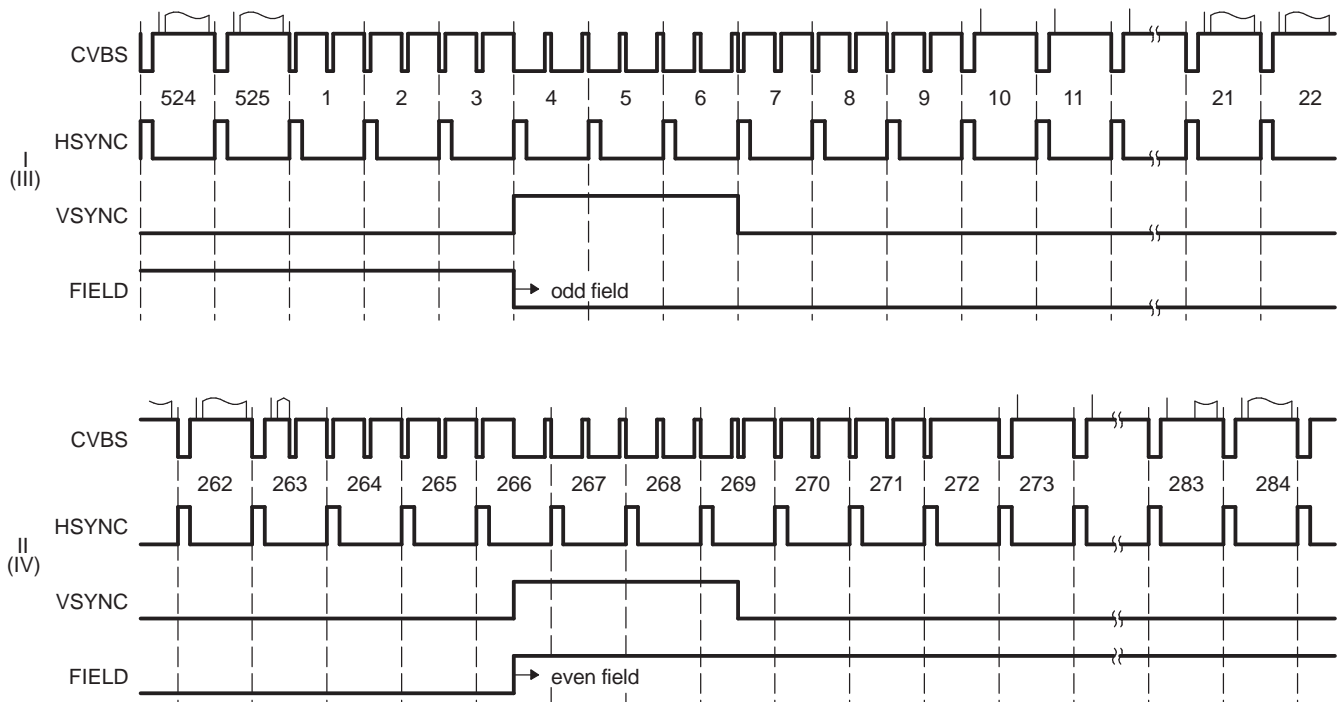 CVBS
524 525 1 2 3 4 5 6 7 8 9 10 11 21 22
HSYNC
I
(III)
VSYNC
FIELD
odd field
CVBS
262 263 264 265 266 267 268 269 270 271 272 273 283 284
HSYNC
II
(IV)
VSYNC
FIELD
even field